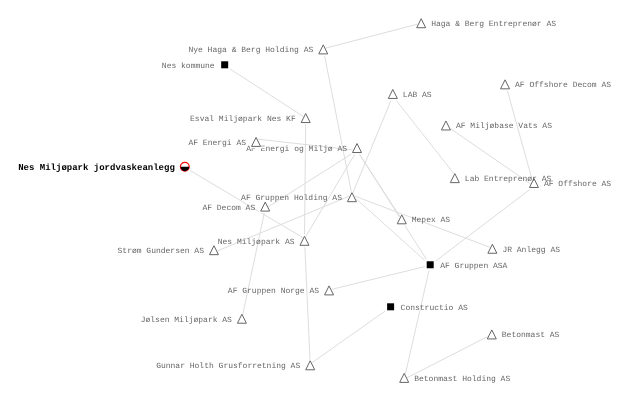 Haga & Berg Entreprenør AS
Nye Haga & Berg Holding AS
Nes kommune
AF Offshore Decom AS
LAB AS
Esval Miljøpark Nes KF
AF Miljøbase Vats AS
AF Energi AS
AF Energi og Miljø AS
Nes Miljøpark jordvaskeanlegg
Lab Entreprenør AS
AF Offshore AS
AF Gruppen Holding AS
AF Decom AS
Mepex AS
Nes Miljøpark AS
Strøm Gundersen AS
JR Anlegg AS
AF Gruppen ASA
AF Gruppen Norge AS
Constructio AS
Jølsen Miljøpark AS
Betonmast AS
Gunnar Holth Grusforretning AS
Betonmast Holding AS